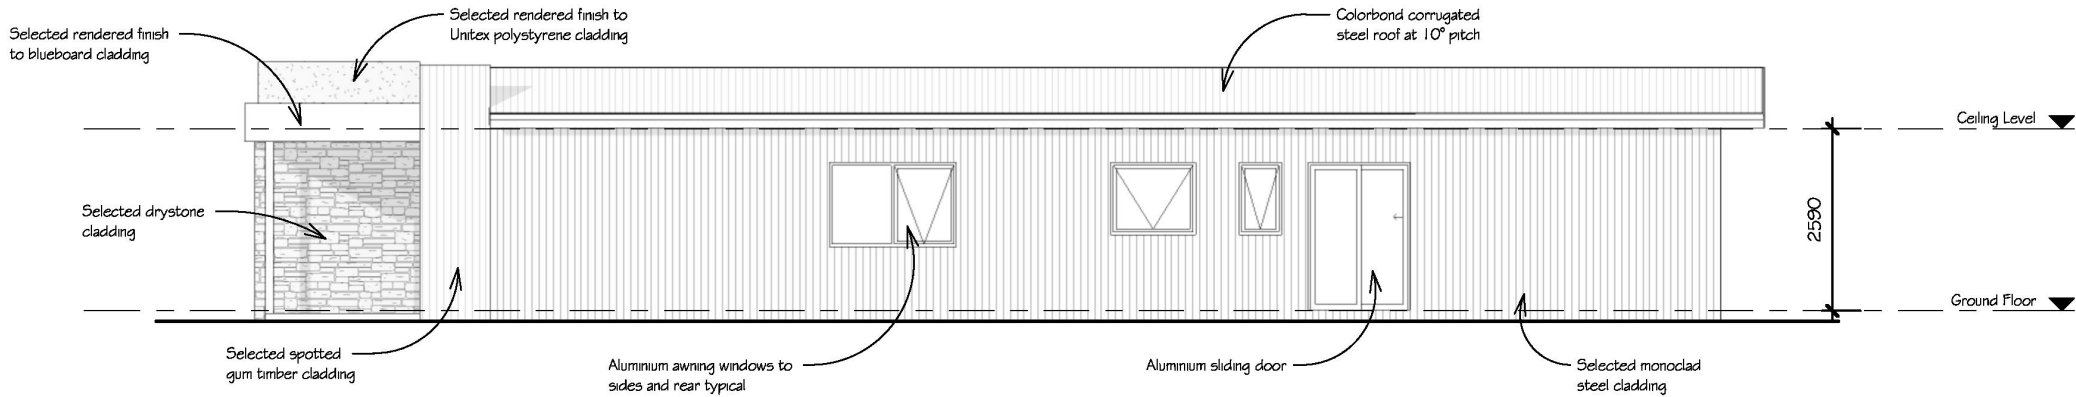 Selected rendered finish
to blueboard cladding
Selected rendered finish to
Unitex polystyrene cladding
Colorbond corrugated
steel roof at 10° pitch
Ceiling Level
Selected drystone
cladding
2590
Ground Floor
Selected spotted
gum timber cladding
Aluminium awning windows to
sides and rear typical
Aluminium sliding door
Selected monoclad
steel cladding